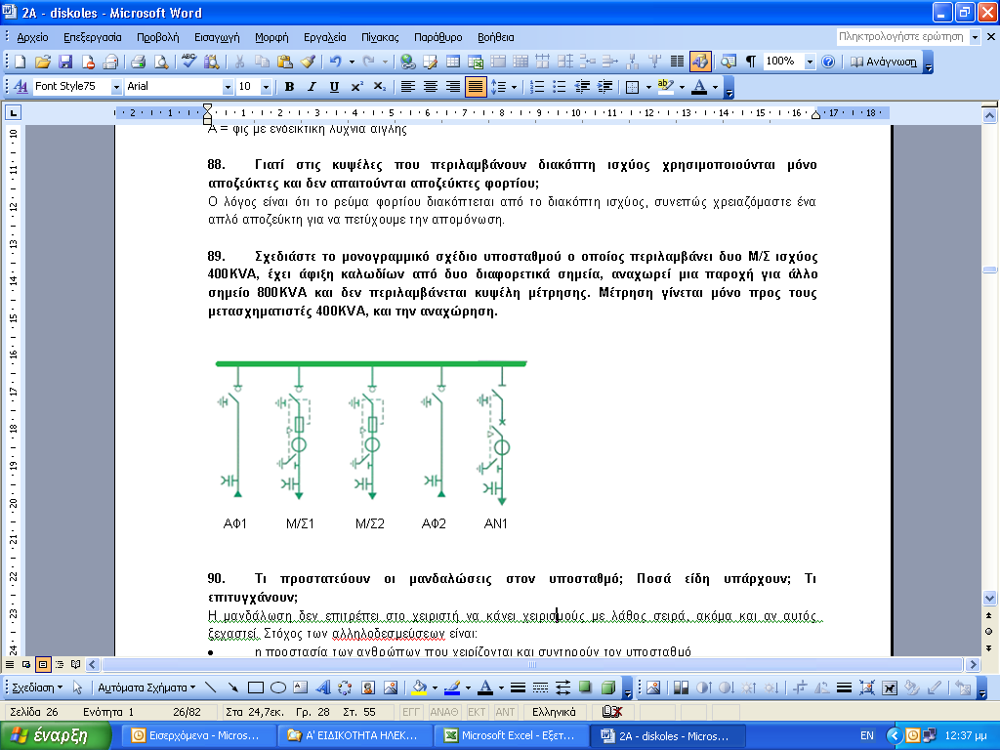 2A - diskoles - Microsoft Word
Αρχείο Επεξεργασία Προβολή Εισαγωγή Μορφή Εργαλεία Πίνακας Παράθυρο Βοήθεια Πληκτρολογήστε ερώτηση
100% Ανάγνωση
Font Style75 Arial 10 B I U
Α = φις με ενδεικτική λυχνία αίγλης
88. Γιατί στις κυψέλες που περιλαμβάνουν διακόπτη ισχύος χρησιμοποιούνται μόνο
αποζεύκτες και δεν απαιτούνται αποζεύκτες φορτίου;
Ο λόγος είναι ότι το ρεύμα φορτίου διακόπτεται από το διακόπτη ισχύος, συνεπώς χρειαζόμαστε ένα
απλό αποζεύκτη για να πετύχουμε την απομόνωση.
89. Σχεδιάστε το μονογραμμικό σχέδιο υποσταθμού ο οποίος περιλαμβάνει δυο Μ/Σ ισχύος
400KVA, έχει άφιξη καλωδίων από δυο διαφορετικά σημεία, αναχωρεί μια παροχή για άλλο
σημείο 800KVA και δεν περιλαμβάνεται κυψέλη μέτρησης. Μέτρηση γίνεται μόνο προς τους
μετασχηματιστές 400KVA, και την αναχώρηση.
ΑΦ1 Μ/Σ1 Μ/Σ2 ΑΦ2 ΑΝ1
90. Τι προστατεύουν οι μανδαλώσεις στον υποσταθμό; Ποσά είδη υπάρχουν; Τι
επιτυγχάνουν;
Η μανδάλωση δεν επιτρέπει στο χειριστή να κάνει χειρισμούς με λάθος σειρά, ακόμα και αν αυτός
ξεχαστεί. Στόχος των αλληλοδεσμεύσεων είναι:
• η προστασία των ανθρώπων που χειρίζονται και συντηρούν τον υποσταθμό
Σχεδίαση Αυτόματα Σχήματα
Σελίδα 26 Ενότητα 1 26/82 Στα 24,7εκ. Γρ. 28 Στ. 55 ΕΓΓ ΑΝΑΘ ΕΚΤ ΑΝΤ Ελληνικά
έναρξη Εισερχόμενα - Micros... Α' ΕΙΔΙΚΟΤΗΤΑ ΗΛΕΚ... Microsoft Excel - Εξετ... 2A - diskoles - Micros... EN 12:37 μμ